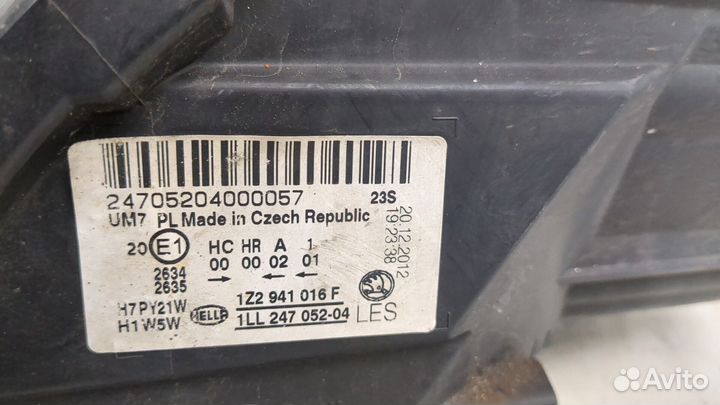 24705204000057
23S
UM7 PL Made in Czech Republic
20.12.2012
19:23:38
20 E1 HC HR A 1
00 00 02 01
2634
2635
← ← →
H7PY21W
H1W5W
HELLA
1Z2 941 016 F
1LL 247 052-04
LES
Avito